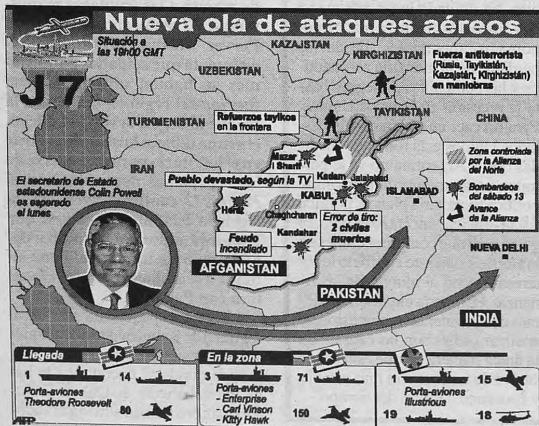 Nueva ola de ataques aéreos
Situación a
las 19h00 GMT
J 7
KAZAJSTAN
KIRGHIZISTAN
UZBEKISTAN
TURKMENISTAN
TAYIKISTAN
CHINA
IRAN
Fuerza antiterrorista
(Rusia, Tayikistán,
Kazajstán, Kirghizistán)
en maniobras
Refuerzos tayikos
en la frontera
Zona controlada
por la Alianza
del Norte
Bombardeos
del sábado 13
Avance
de la Alianza
Mazar
i Sharif
Pueblo devastado, según la TV
Kadam
Jalalabad
KABUL
ISLAMABAD
Herat
Chaghcharan
Error de tiro:
2 civiles
muertos
Kandahar
Feudo
incendiado
El secretario de Estado
estadounidense Colin Powell
es esperado
el lunes
NUEVA DELHI
AFGANISTAN
PAKISTAN
INDIA
Llegada
1
14
Porta-aviones
Theodore Roosevelt
80
En la zona
3
71
Porta-aviones
- Enterprise
- Carl Vinson
- Kitty Hawk
150
1
15
Porta-aviones
Illustrious
19
18
AFP